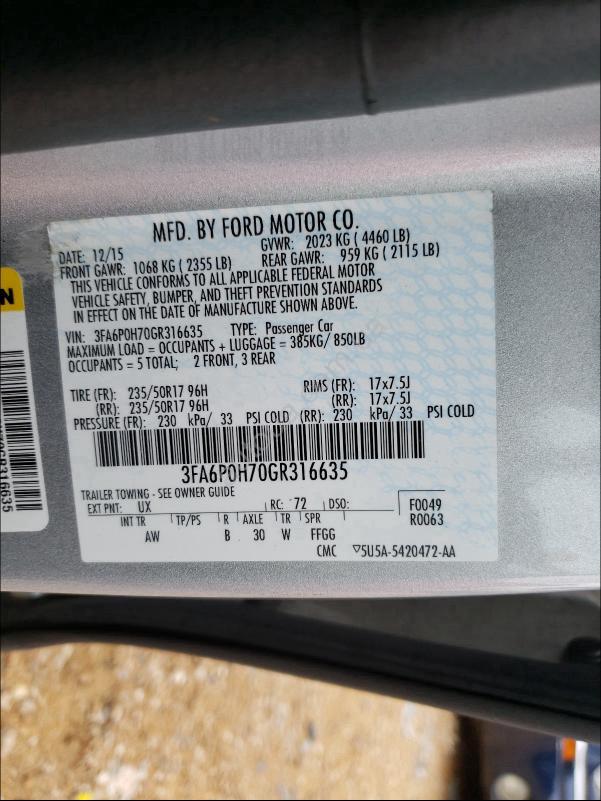 MFD. BY FORD MOTOR CO.
DATE: 12/15 GVWR: 2023 KG ( 4460 LB)
FRONT GAWR: 1068 KG ( 2355 LB) REAR GAWR: 959 KG ( 2115 LB)
THIS VEHICLE CONFORMS TO ALL APPLICABLE FEDERAL MOTOR
VEHICLE SAFETY, BUMPER, AND THEFT PREVENTION STANDARDS
IN EFFECT ON THE DATE OF MANUFACTURE SHOWN ABOVE.
VIN: 3FA6P0H70GR316635 TYPE: Passenger Car
MAXIMUM LOAD = OCCUPANTS + LUGGAGE = 385KG/ 850LB
OCCUPANTS = 5 TOTAL; 2 FRONT, 3 REAR
TIRE (FR): 235/50R17 96H RIMS (FR): 17x7.5J
(RR): 235/50R17 96H (RR): 17x7.5J
PRESSURE (FR): 230 kPa/ 33 PSI COLD (RR): 230 kPa/ 33 PSI COLD
3FA6P0H70GR316635
TRAILER TOWING - SEE OWNER GUIDE
EXT PNT: UX RC: 72 DSO: F0049
INT TR TP/PS R AXLE TR SPR R0063
AW B 30 W FFGG
CMC ▽5U5A-5420472-AA
N
GR316635